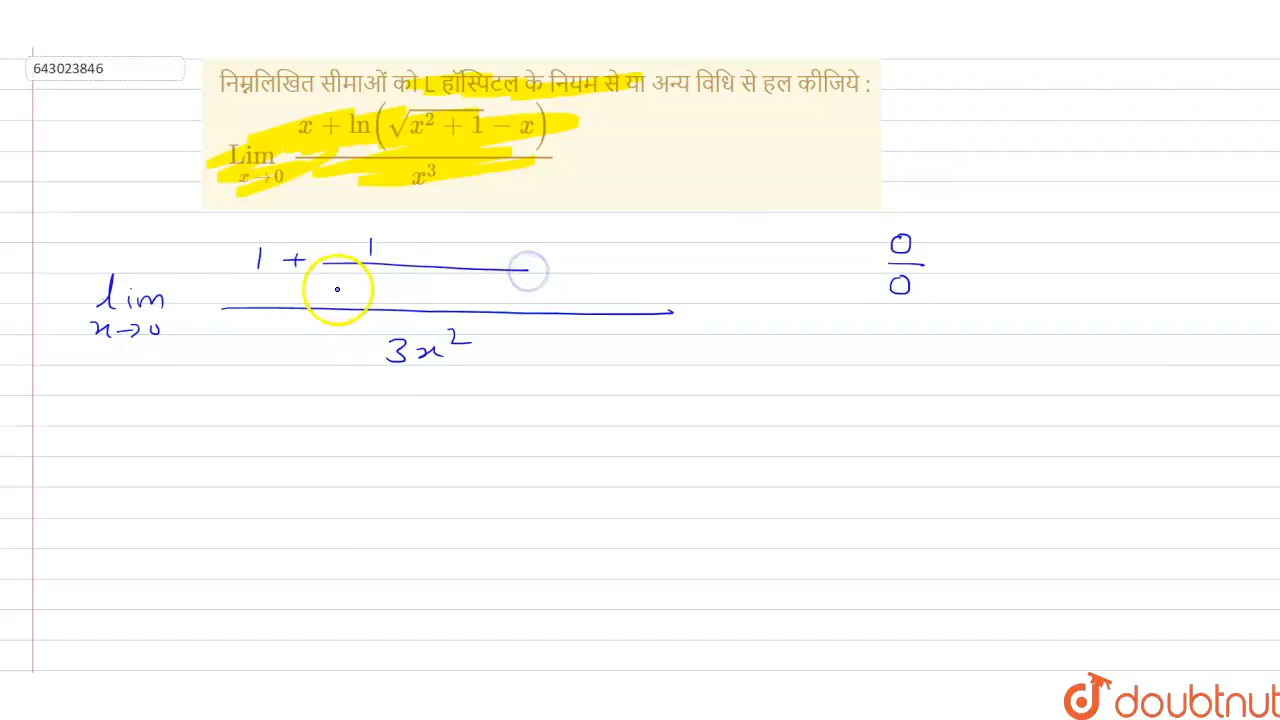 643023846
निम्नलिखित सीमाओं को L हॉस्पिटल के नियम से या अन्य विधि से हल कीजिये :
x + ln(√(x² + 1) − x)
Lim
x→0
x³
1 + 1
0
0
lim
x→0
3x²
doubtnut